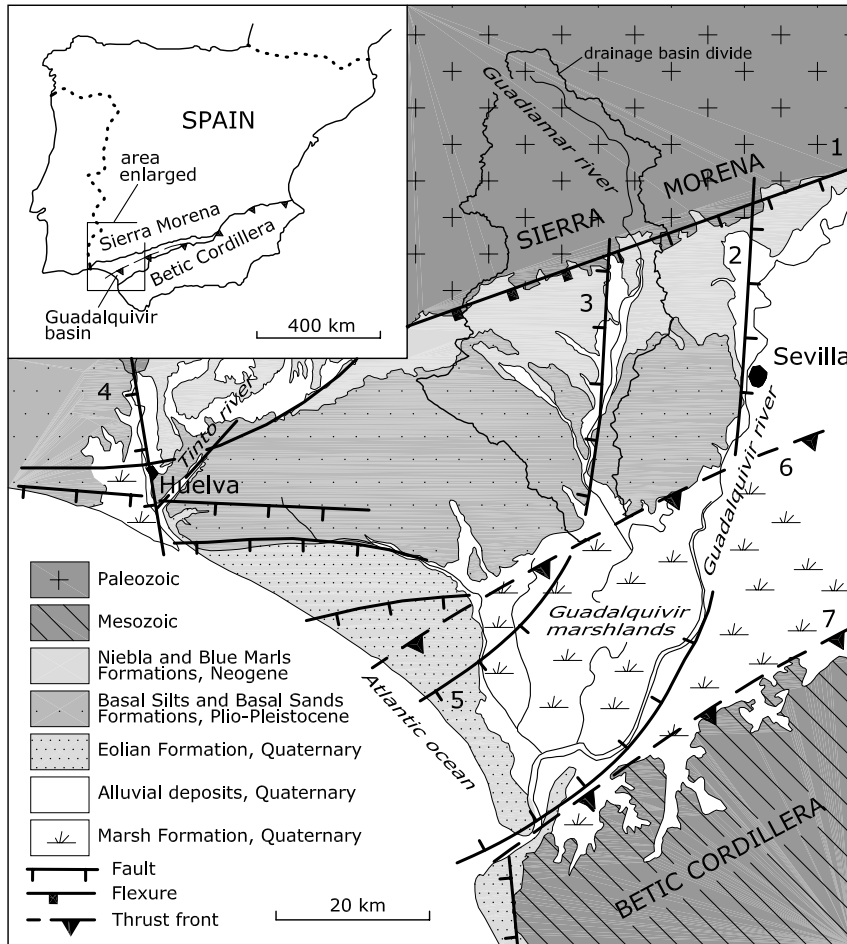 SPAIN
area
enlarged
Sierra Morena
Betic Cordillera
Guadalquivir
basin
400 km
drainage basin divide
Guadiamar river
SIERRA
MORENA
1
2
3
Sevilla
4
Tinto river
Huelva
6
Guadalquivir river
Guadalquivir
marshlands
7
5
Atlantic ocean
BETIC CORDILLERA
Paleozoic
Mesozoic
Niebla and Blue Marls
Formations, Neogene
Basal Silts and Basal Sands
Formations, Plio-Pleistocene
Eolian Formation, Quaternary
Alluvial deposits, Quaternary
Marsh Formation, Quaternary
Fault
Flexure
Thrust front
20 km